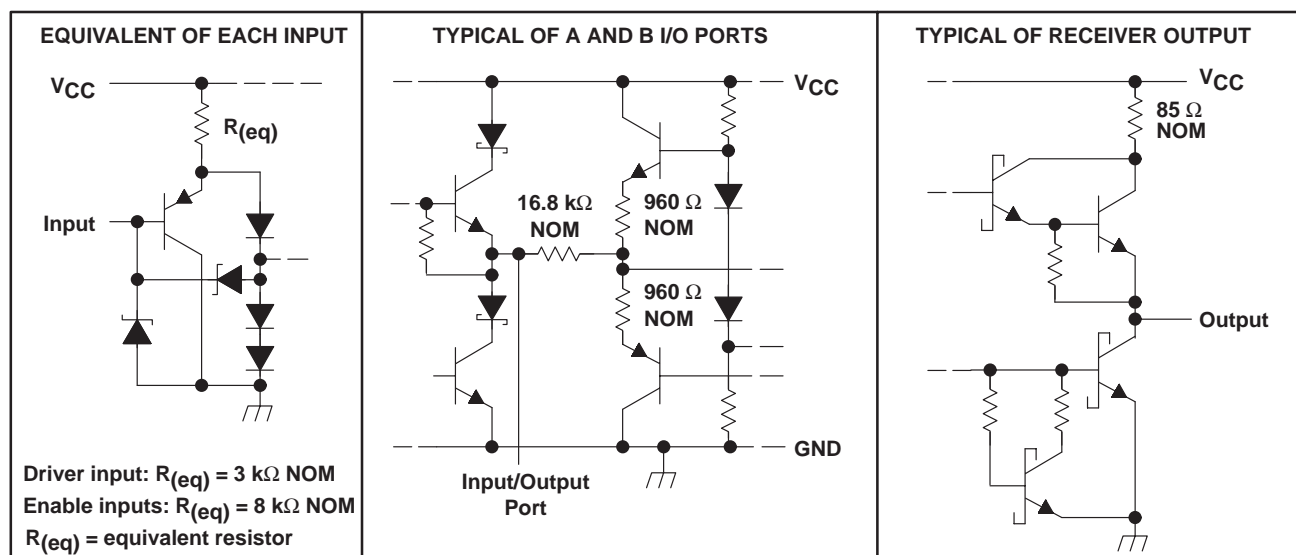 EQUIVALENT OF EACH INPUT
VCC
R(eq)
Input
Driver input: R(eq) = 3 kΩ NOM
Enable inputs: R(eq) = 8 kΩ NOM
R(eq) = equivalent resistor
TYPICAL OF A AND B I/O PORTS
VCC
16.8 kΩ
NOM
960 Ω
NOM
960 Ω
NOM
GND
Input/Output
Port
TYPICAL OF RECEIVER OUTPUT
VCC
85 Ω
NOM
Output